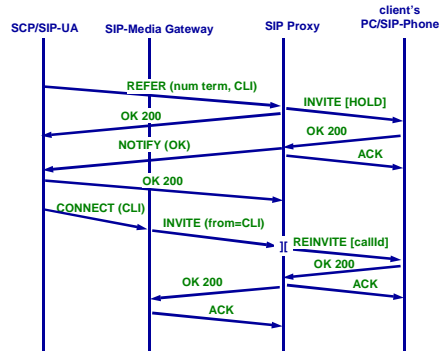 client's
SCP/SIP-UA SIP-Media Gateway SIP Proxy PC/SIP-Phone
REFER (num term, CLI)
INVITE [HOLD]
OK 200
OK 200
NOTIFY (OK)
ACK
OK 200
CONNECT (CLI)
INVITE (from=CLI)
][ REINVITE [callId]
OK 200
OK 200
ACK
ACK